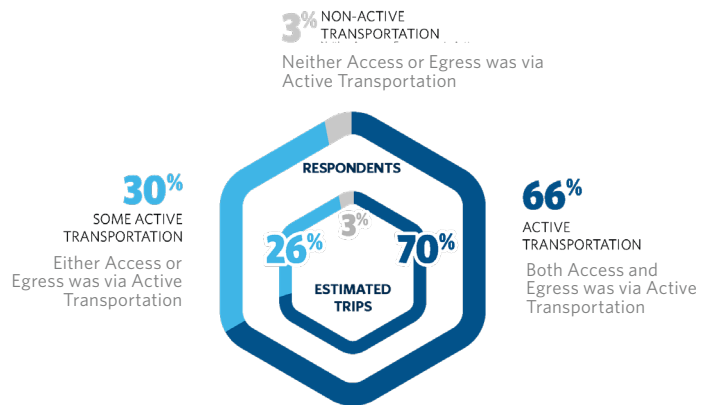 3% NON-ACTIVE
TRANSPORTATION
Neither Access or Egress was via
Active Transportation
RESPONDENTS
30%
SOME ACTIVE
TRANSPORTATION
Either Access or
Egress was via Active
Transportation
26%
3%
70%
ESTIMATED
TRIPS
66%
ACTIVE
TRANSPORTATION
Both Access and
Egress was via Active
Transportation